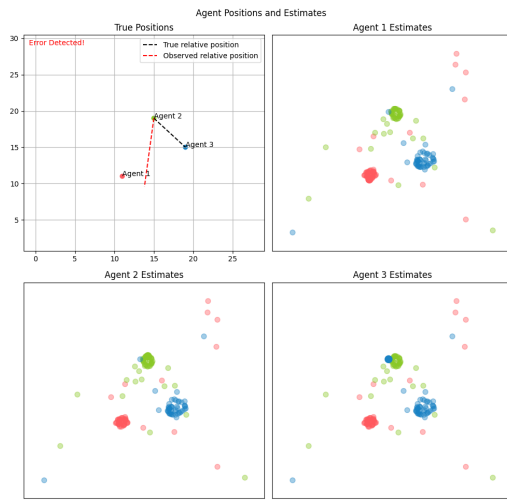 Agent Positions and Estimates
True Positions
Agent 1 Estimates
Error Detected!
True relative position
Observed relative position
Agent 2
Agent 3
Agent 1
30
25
20
15
10
5
0
5
10
15
20
25
Agent 2 Estimates
Agent 3 Estimates